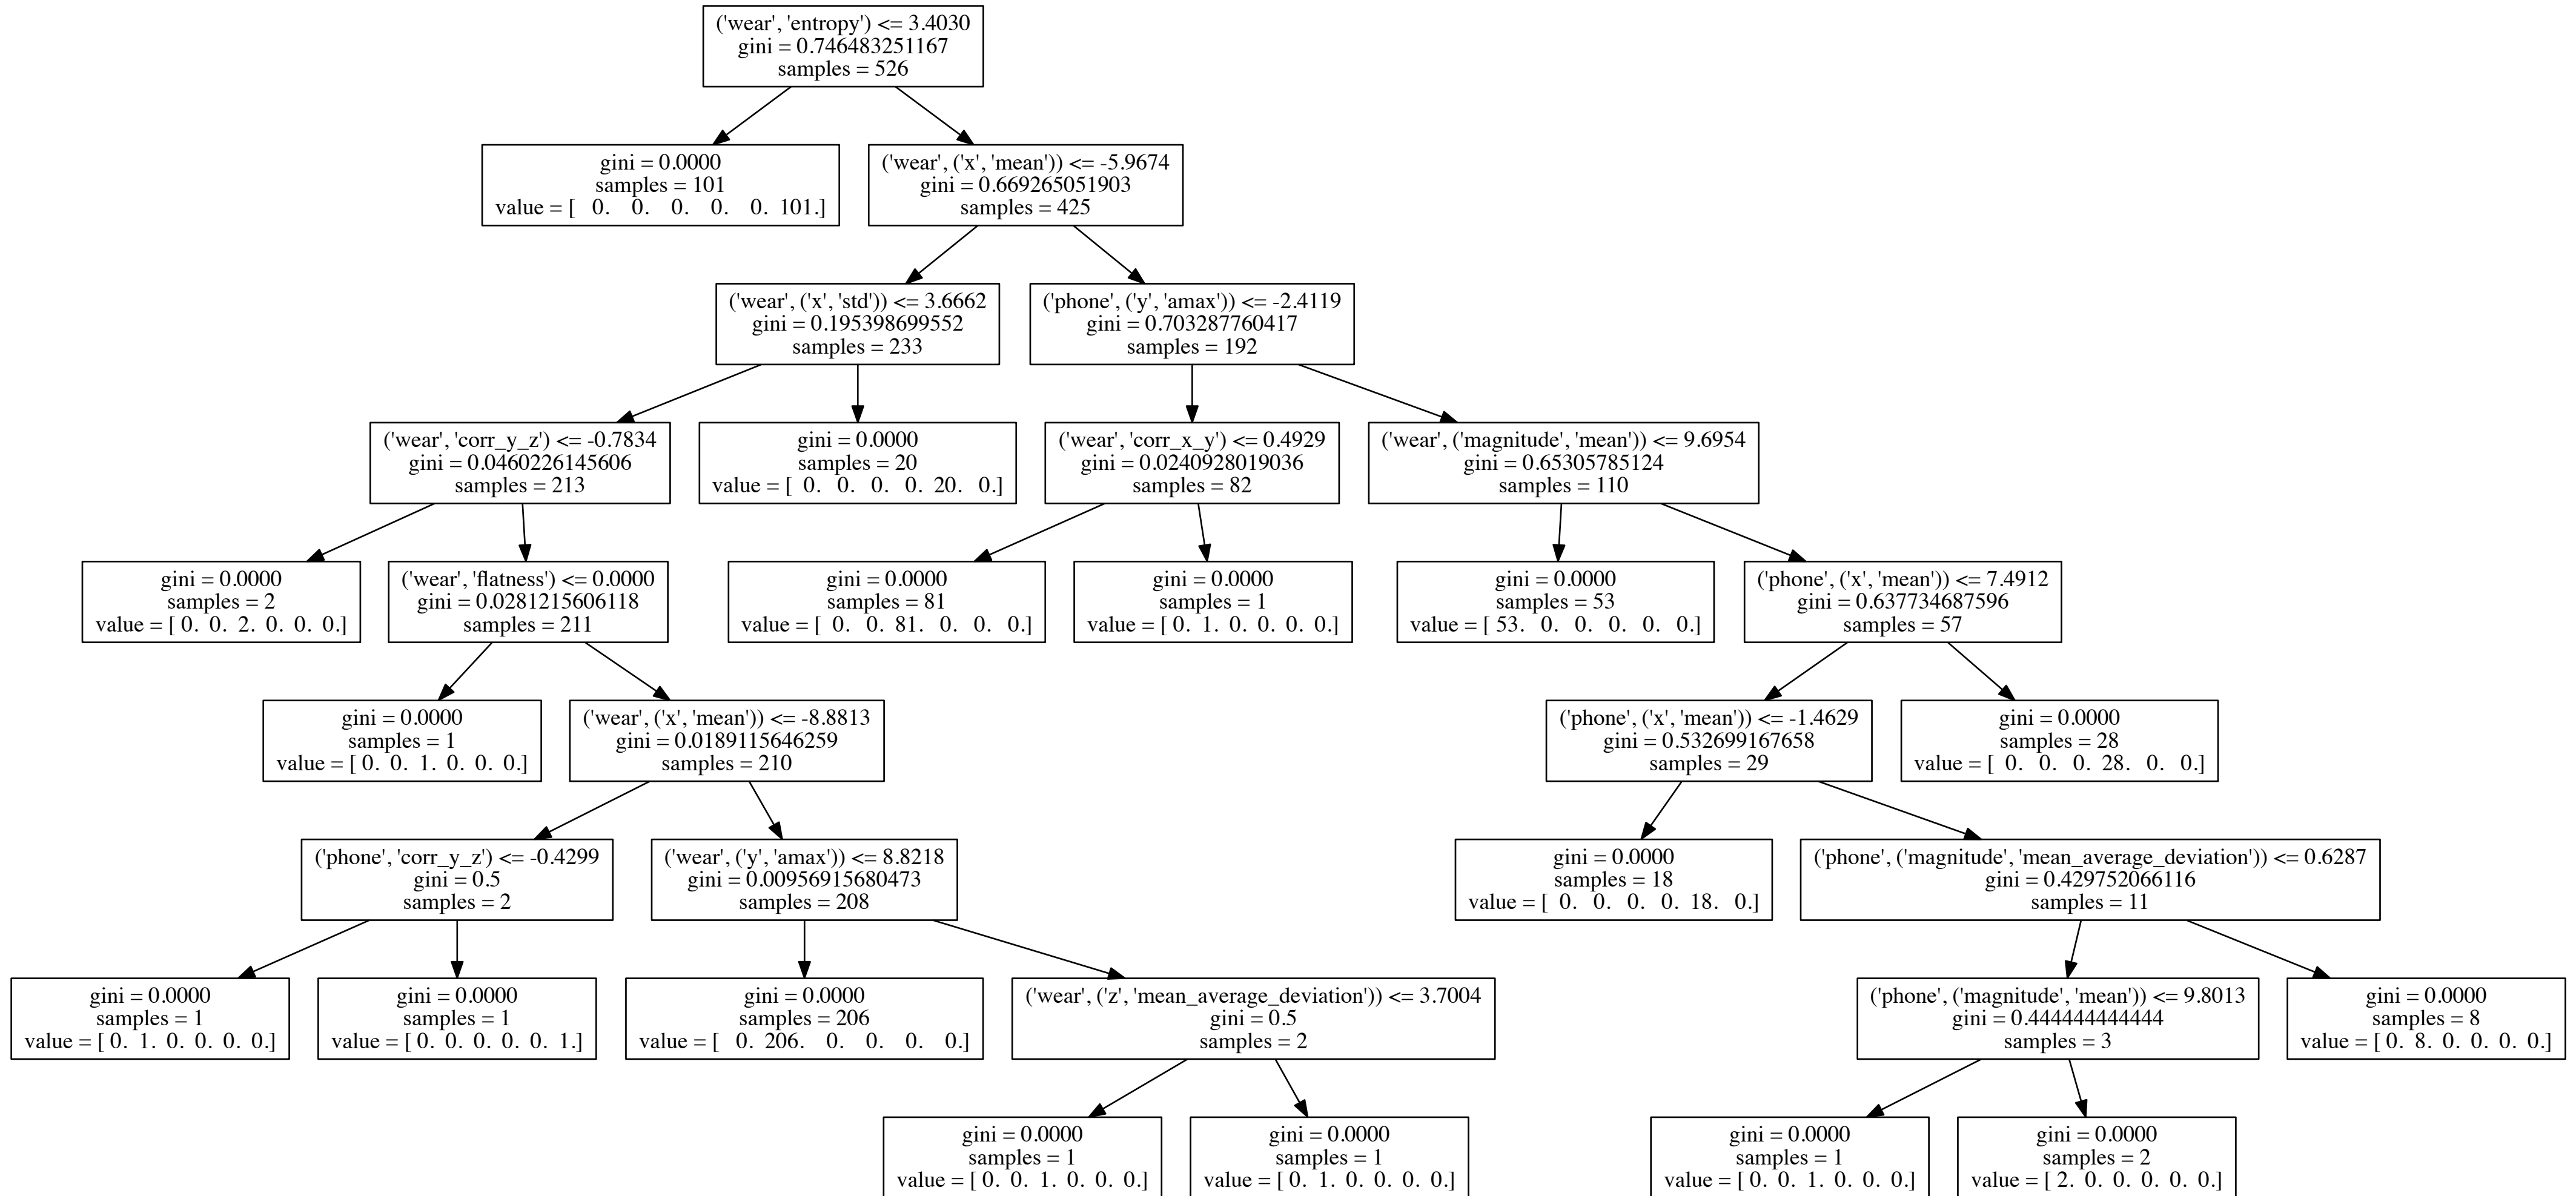 ('wear', 'entropy') <= 3.4030
gini = 0.746483251167
samples = 526
gini = 0.0000
samples = 101
value = [ 0. 0. 0. 0. 0. 101.]
('wear', ('x', 'mean')) <= -5.9674
gini = 0.669265051903
samples = 425
('wear', ('x', 'std')) <= 3.6662
gini = 0.195398699552
samples = 233
('phone', ('y', 'amax')) <= -2.4119
gini = 0.703287760417
samples = 192
('wear', 'corr_y_z') <= -0.7834
gini = 0.0460226145606
samples = 213
gini = 0.0000
samples = 20
value = [ 0. 0. 0. 0. 20. 0.]
('wear', 'corr_x_y') <= 0.4929
gini = 0.0240928019036
samples = 82
('wear', ('magnitude', 'mean')) <= 9.6954
gini = 0.65305785124
samples = 110
gini = 0.0000
samples = 2
value = [ 0. 0. 2. 0. 0. 0.]
('wear', 'flatness') <= 0.0000
gini = 0.0281215606118
samples = 211
gini = 0.0000
samples = 81
value = [ 0. 0. 81. 0. 0. 0.]
gini = 0.0000
samples = 1
value = [ 0. 1. 0. 0. 0. 0.]
gini = 0.0000
samples = 53
value = [ 53. 0. 0. 0. 0. 0.]
('phone', ('x', 'mean')) <= 7.4912
gini = 0.637734687596
samples = 57
gini = 0.0000
samples = 1
value = [ 0. 0. 1. 0. 0. 0.]
('wear', ('x', 'mean')) <= -8.8813
gini = 0.0189115646259
samples = 210
('phone', ('x', 'mean')) <= -1.4629
gini = 0.532699167658
samples = 29
gini = 0.0000
samples = 28
value = [ 0. 0. 0. 28. 0. 0.]
('phone', 'corr_y_z') <= -0.4299
gini = 0.5
samples = 2
('wear', ('y', 'amax')) <= 8.8218
gini = 0.00956915680473
samples = 208
gini = 0.0000
samples = 18
value = [ 0. 0. 0. 0. 18. 0.]
('phone', ('magnitude', 'mean_average_deviation')) <= 0.6287
gini = 0.429752066116
samples = 11
gini = 0.0000
samples = 1
value = [ 0. 1. 0. 0. 0. 0.]
gini = 0.0000
samples = 1
value = [ 0. 0. 0. 0. 0. 1.]
gini = 0.0000
samples = 206
value = [ 0. 206. 0. 0. 0. 0.]
('wear', ('z', 'mean_average_deviation')) <= 3.7004
gini = 0.5
samples = 2
('phone', ('magnitude', 'mean')) <= 9.8013
gini = 0.444444444444
samples = 3
gini = 0.0000
samples = 8
value = [ 0. 8. 0. 0. 0. 0.]
gini = 0.0000
samples = 1
value = [ 0. 0. 1. 0. 0. 0.]
gini = 0.0000
samples = 1
value = [ 0. 1. 0. 0. 0. 0.]
gini = 0.0000
samples = 1
value = [ 0. 0. 1. 0. 0. 0.]
gini = 0.0000
samples = 2
value = [ 2. 0. 0. 0. 0. 0.]